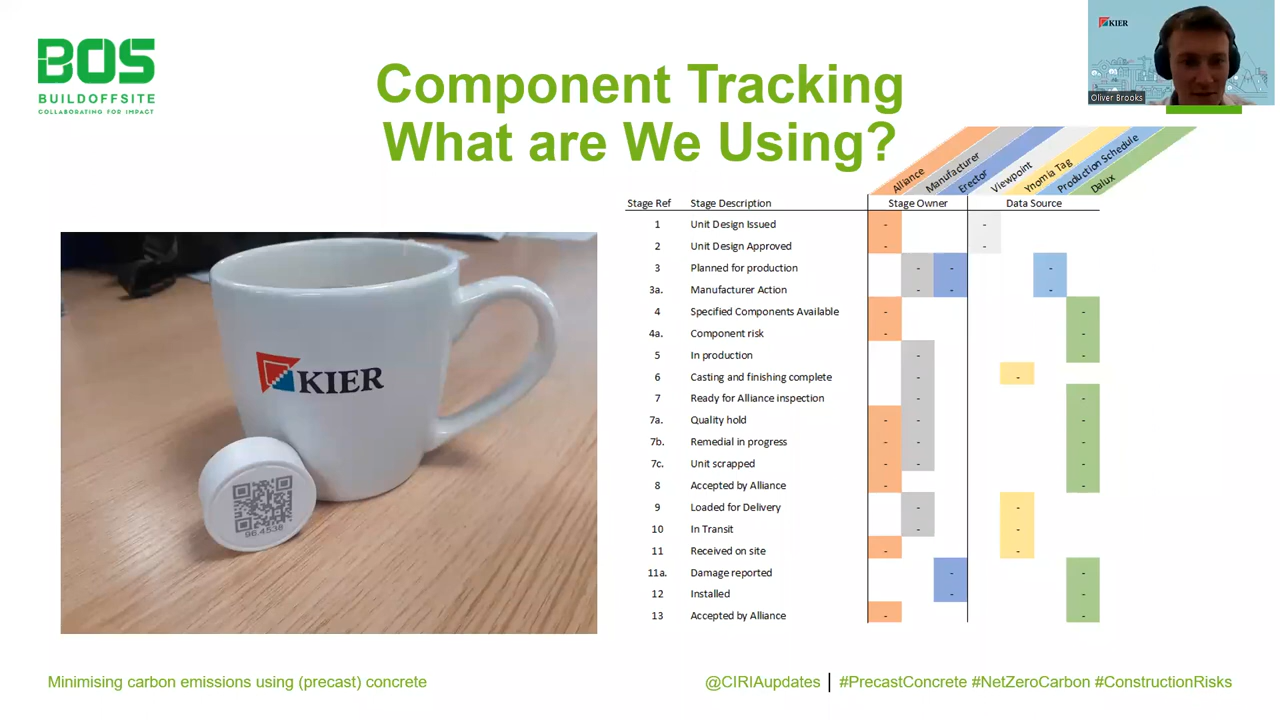 BOS
BUILDOFFSITE
COLLABORATING FOR IMPACT
Component Tracking
What are We Using?
KIER
Oliver Brooks
Alliance
Manufacturer
Erector
Viewpoint
Ynomia Tag
Production Schedule
Dalux
Stage Ref Stage Description Stage Owner Data Source
1 Unit Design Issued - -
2 Unit Design Approved - -
3 Planned for production - - -
3a. Manufacturer Action - - -
4 Specified Components Available - -
4a. Component risk - -
5 In production - -
6 Casting and finishing complete - -
7 Ready for Alliance inspection - -
7a. Quality hold - - -
7b. Remedial in progress - - -
7c. Unit scrapped - - -
8 Accepted by Alliance - -
9 Loaded for Delivery - -
10 In Transit - -
11 Received on site - -
11a. Damage reported - -
12 Installed - -
13 Accepted by Alliance - -
KIER
96.4538
Minimising carbon emissions using (precast) concrete
@CIRIAupdates | #PrecastConcrete #NetZeroCarbon #ConstructionRisks